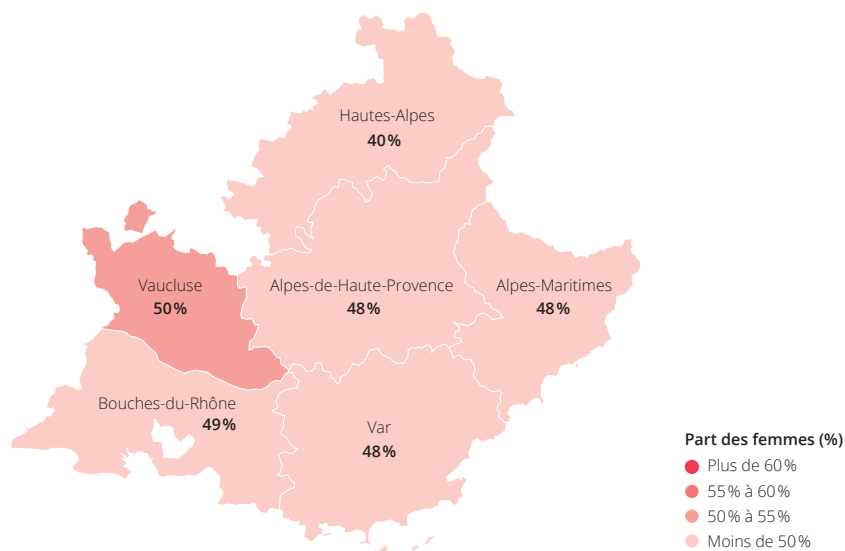 Hautes-Alpes
40 %
Vaucluse
50 %
Alpes-de-Haute-Provence
48 %
Alpes-Maritimes
48 %
Bouches-du-Rhône
49 %
Var
48 %
Part des femmes (%)
Plus de 60 %
55 % à 60 %
50 % à 55 %
Moins de 50 %